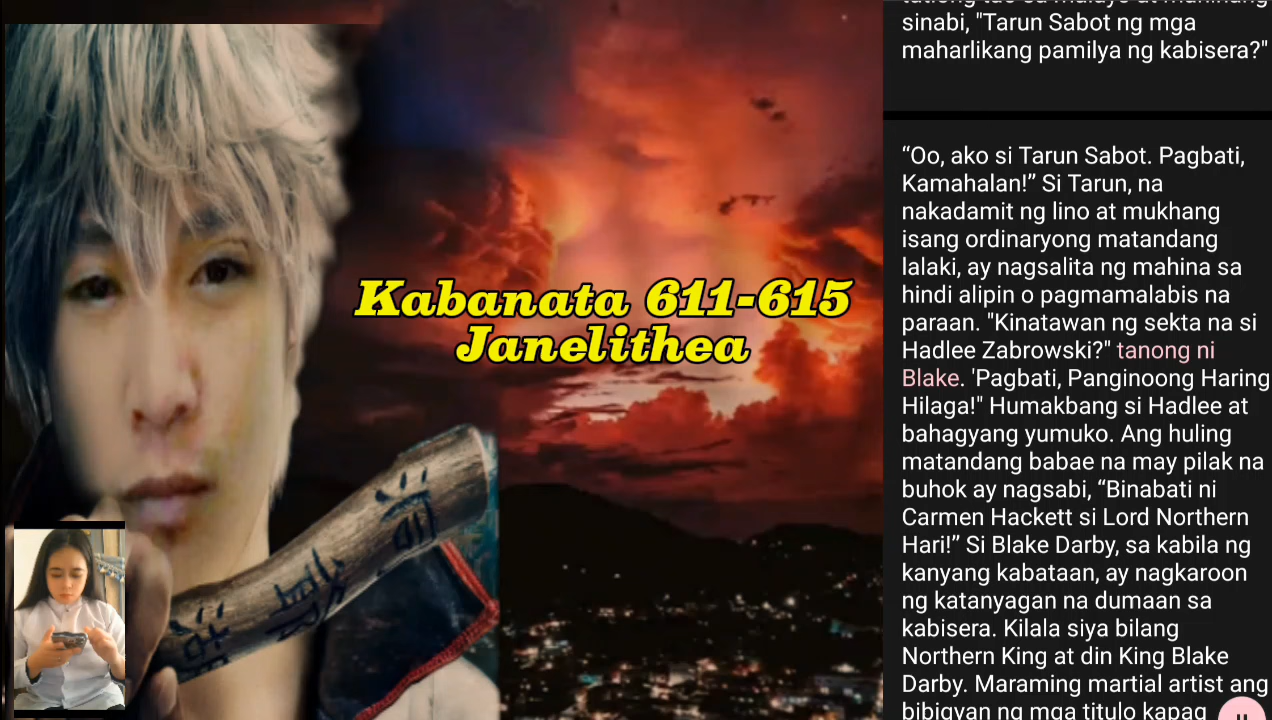 Kabanata 611-615
Janelithea
sinabi, "Tarun Sabot ng mga
maharlikang pamilya ng kabisera?"
“Oo, ako si Tarun Sabot. Pagbati,
Kamahalan!” Si Tarun, na
nakadamit ng lino at mukhang
isang ordinaryong matandang
lalaki, ay nagsalita ng mahina sa
hindi alipin o pagmamalabis na
paraan. "Kinatawan ng sekta na si
Hadlee Zabrowski?" tanong ni
Blake. 'Pagbati, Panginoong Haring
Hilaga!" Humakbang si Hadlee at
bahagyang yumuko. Ang huling
matandang babae na may pilak na
buhok ay nagsabi, “Binabati ni
Carmen Hackett si Lord Northern
Hari!” Si Blake Darby, sa kabila ng
kanyang kabataan, ay nagkaroon
ng katanyagan na dumaan sa
kabisera. Kilala siya bilang
Northern King at din King Blake
Darby. Maraming martial artist ang
bibigyan ng mga titulo kapag